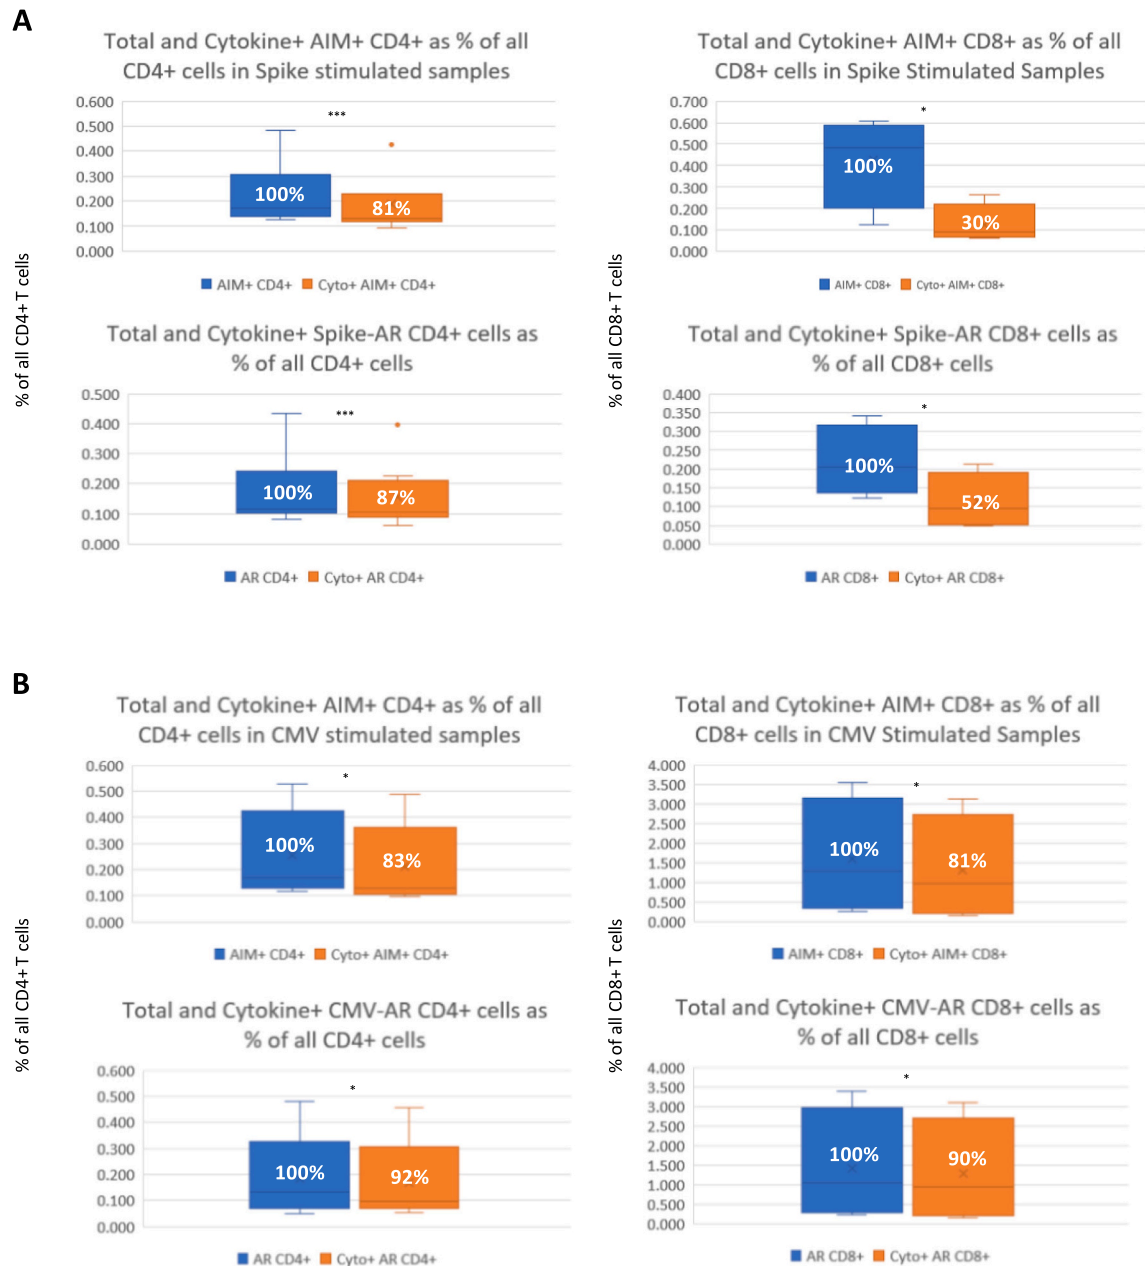 A
Total and Cytokine+ AIM+ CD4+ as % of all
CD4+ cells in Spike stimulated samples
0.600
0.500
0.400
0.300
0.200
0.100
0.000
***
100%
81%
AIM+ CD4+ Cyto+ AIM+ CD4+
Total and Cytokine+ AIM+ CD8+ as % of all
CD8+ cells in Spike Stimulated Samples
0.700
0.600
0.500
0.400
0.300
0.200
0.100
0.000
*
100%
30%
AIM+ CD8+ Cyto+ AIM+ CD8+
% of all CD4+ T cells
% of all CD8+ T cells
Total and Cytokine+ Spike-AR CD4+ cells as
% of all CD4+ cells
0.500
0.400
0.300
0.200
0.100
0.000
***
100%
87%
AR CD4+ Cyto+ AR CD4+
Total and Cytokine+ Spike-AR CD8+ cells as
% of all CD8+ cells
0.400
0.350
0.300
0.250
0.200
0.150
0.100
0.050
0.000
*
100%
52%
AR CD8+ Cyto+ AR CD8+
B
Total and Cytokine+ AIM+ CD4+ as % of all
CD4+ cells in CMV stimulated samples
0.600
0.500
0.400
0.300
0.200
0.100
0.000
*
100%
83%
AIM+ CD4+ Cyto+ AIM+ CD4+
Total and Cytokine+ AIM+ CD8+ as % of all
CD8+ cells in CMV Stimulated Samples
4.000
3.500
3.000
2.500
2.000
1.500
1.000
0.500
0.000
*
100%
81%
AIM+ CD8+ Cyto+ AIM+ CD8+
% of all CD4+ T cells
% of all CD8+ T cells
Total and Cytokine+ CMV-AR CD4+ cells as
% of all CD4+ cells
0.600
0.500
0.400
0.300
0.200
0.100
0.000
*
100%
92%
AR CD4+ Cyto+ AR CD4+
Total and Cytokine+ CMV-AR CD8+ cells as
% of all CD8+ cells
4.000
3.500
3.000
2.500
2.000
1.500
1.000
0.500
0.000
*
100%
90%
AR CD8+ Cyto+ AR CD8+